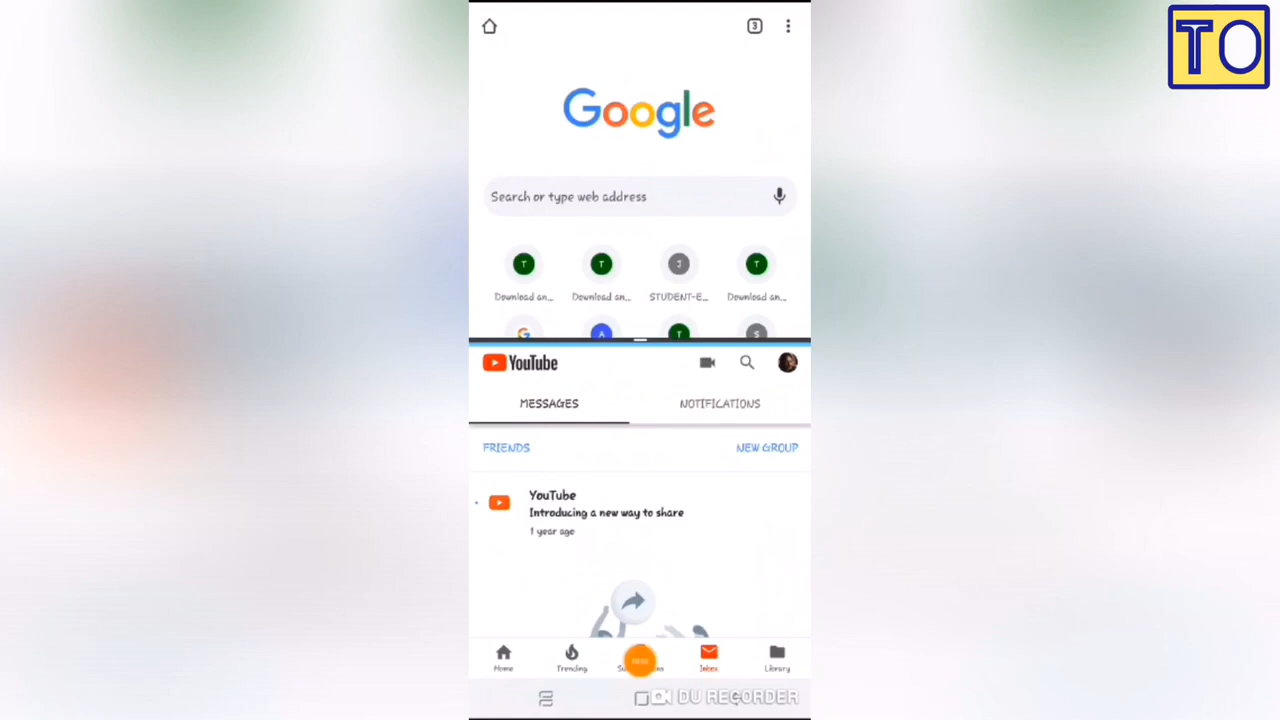 TO
3
Google
Search or type web address
T T J T
Download an... Download an... STUDENT-E... Download an...
G A T S
YouTube
MESSAGES NOTIFICATIONS
FRIENDS NEW GROUP
YouTube
Introducing a new way to share
1 year ago
Home Trending Inbox Library
DU RECORDER